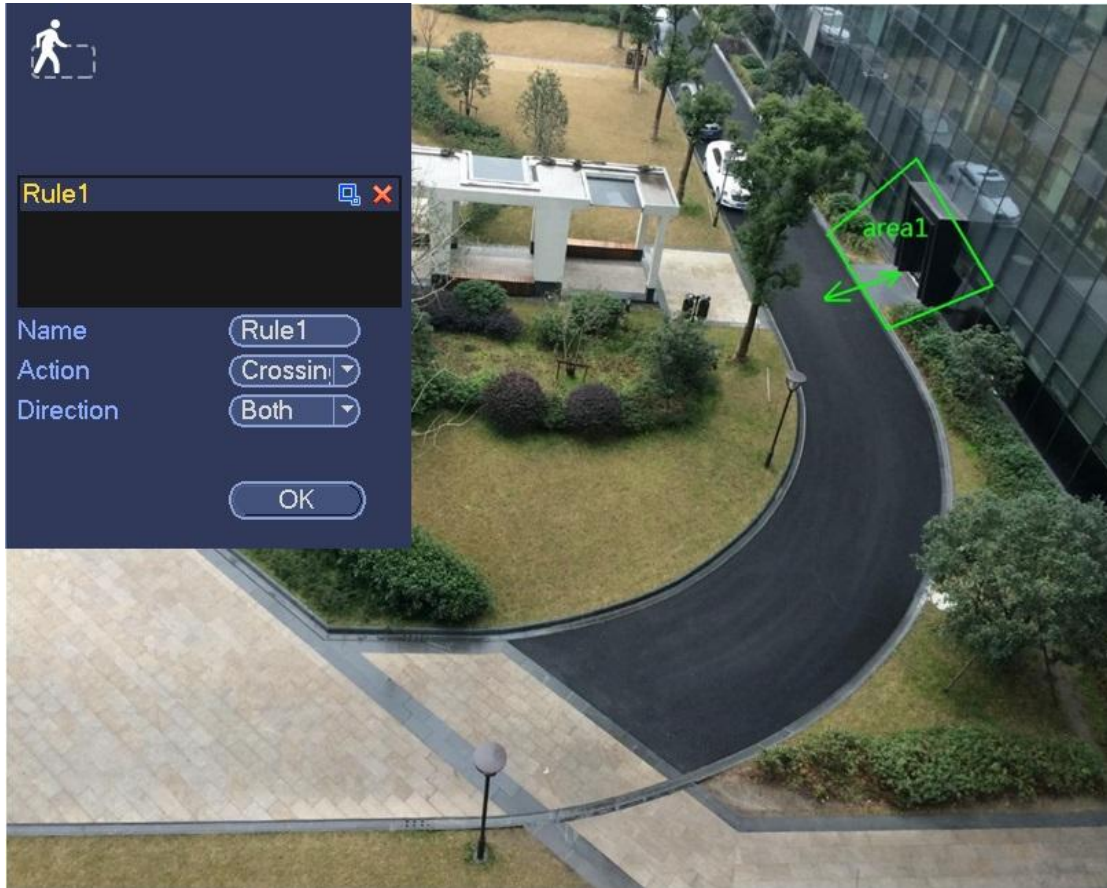 Rule1
Name Rule1
Action Crossin
Direction Both
OK
area1